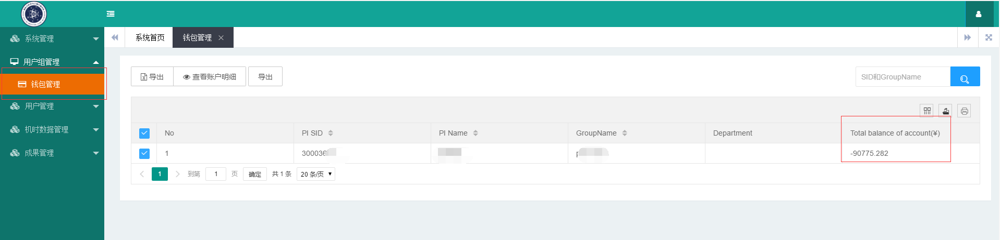 系统管理
用户组管理
钱包管理
用户管理
机时数据管理
成果管理
系统首页 钱包管理
导出 查看账户明细 导出
SID和GroupName
No PI SID PI Name GroupName Department Total balance of account(¥)
1 300036 -90775.282
1 到第 1 页 确定 共 1 条 20 条/页